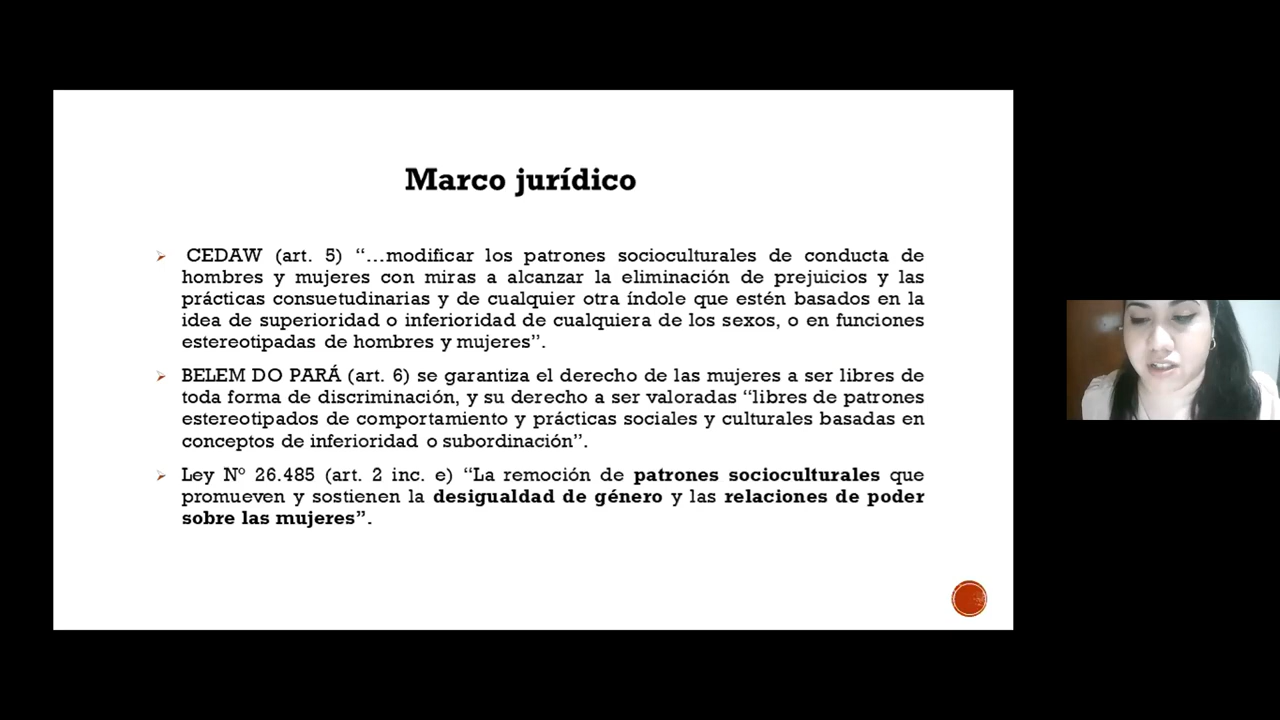 Marco jurídico
CEDAW (art. 5) “…modificar los patrones socioculturales de conducta de
hombres y mujeres con miras a alcanzar la eliminación de prejuicios y las
prácticas consuetudinarias y de cualquier otra índole que estén basados en la
idea de superioridad o inferioridad de cualquiera de los sexos, o en funciones
estereotipadas de hombres y mujeres”.
BELEM DO PARÁ (art. 6) se garantiza el derecho de las mujeres a ser libres de
toda forma de discriminación, y su derecho a ser valoradas “libres de patrones
estereotipados de comportamiento y prácticas sociales y culturales basadas en
conceptos de inferioridad o subordinación”.
Ley Nº 26.485 (art. 2 inc. e) “La remoción de patrones socioculturales que
promueven y sostienen la desigualdad de género y las relaciones de poder
sobre las mujeres”.